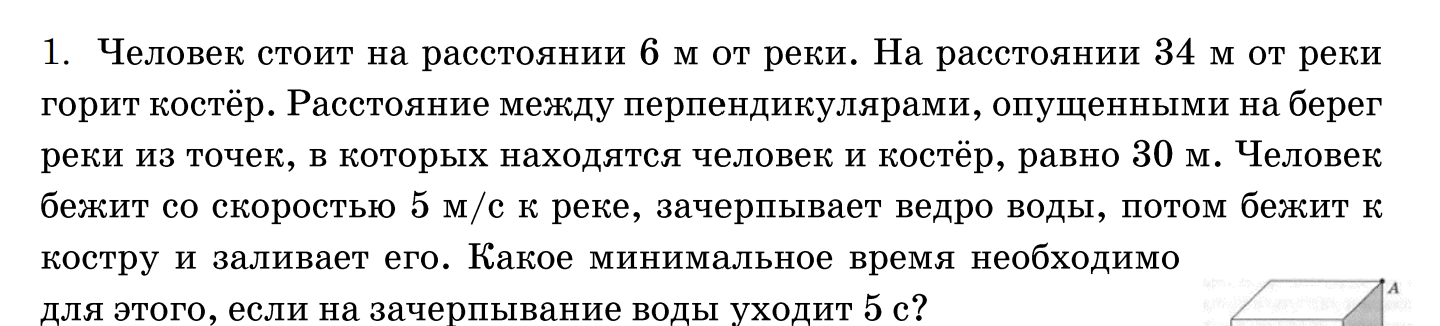 1. Человек стоит на расстоянии 6 м от реки. На расстоянии 34 м от реки
горит костёр. Расстояние между перпендикулярами, опущенными на берег
реки из точек, в которых находятся человек и костёр, равно 30 м. Человек
бежит со скоростью 5 м/с к реке, зачерпывает ведро воды, потом бежит к
костру и заливает его. Какое минимальное время необходимо
для этого, если на зачерпывание воды уходит 5 с?
A